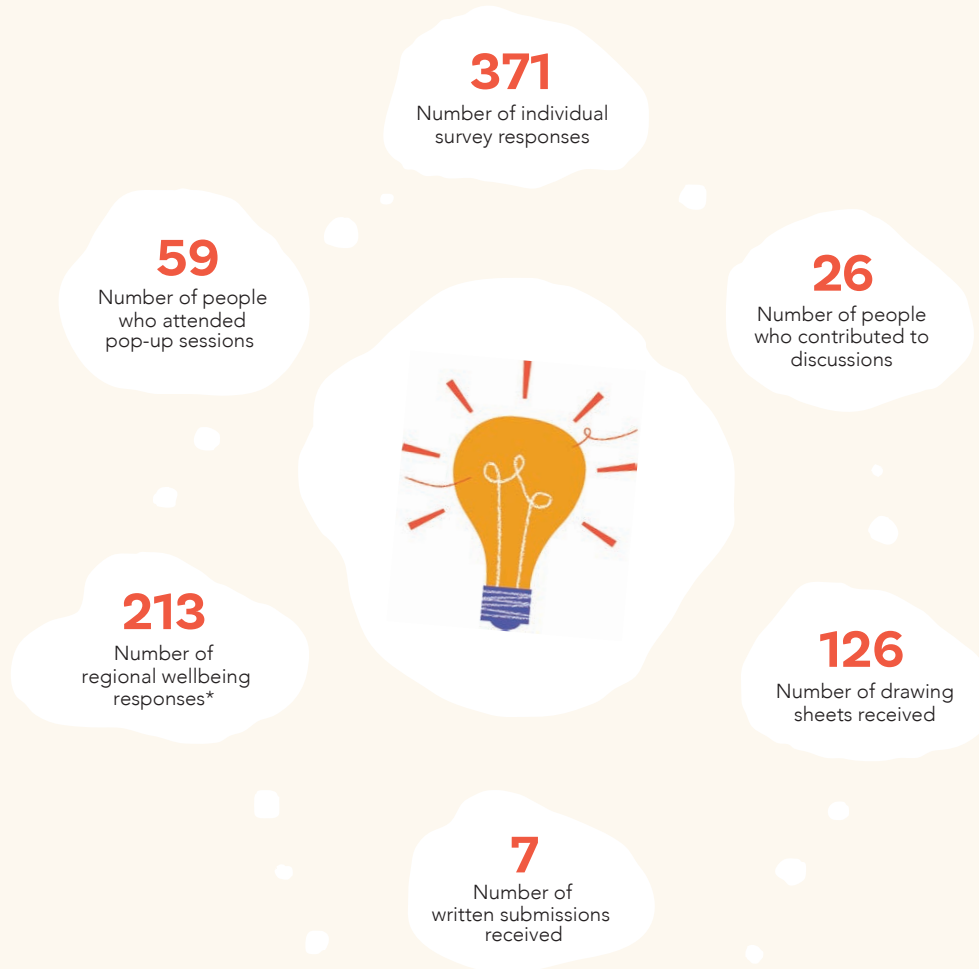 371
Number of individual
survey responses
59
Number of people
who attended
pop-up sessions
26
Number of people
who contributed to
discussions
213
Number of
regional wellbeing
responses*
126
Number of drawing
sheets received
7
Number of
written submissions
received